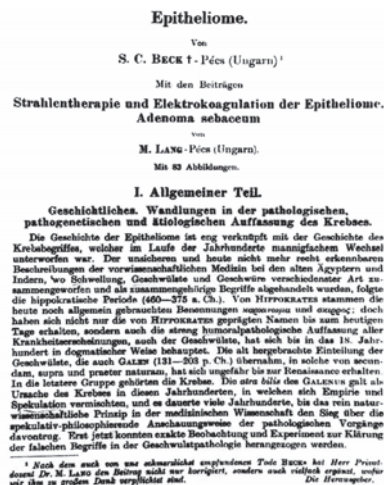 Epitheliome.
Von
S. C. BECK † - Pécs (Ungarn) ¹
Mit den Beiträgen
Strahlentherapie und Elektrokoagulation der Epitheliome.
Adenoma sebaceum
von
M. LANG - Pécs (Ungarn).
Mit 83 Abbildungen.
I. Allgemeiner Teil.
Geschichtliches. Wandlungen in der pathologischen,
pathogenetischen und ätiologischen Auffassung des Krebses.
Die Geschichte der Epitheliome ist eng verknüpft mit der Geschichte des
Krebsbegriffes, welcher im Laufe der Jahrhunderte mannigfachem Wechsel
unterworfen war. Der unsicheren und heute nicht mehr recht erkennbaren
Beschreibungen der vorwissenschaftlichen Medizin bei den alten Ägyptern und
Indern, wo Schwellung, Geschwülste und Geschwüre verschiedenster Art zu-
sammengeworfen und als zusammengehörige Begriffe abgehandelt wurden, folgte
die hippokratische Periode (460—375 a. Ch.). Von HIPPOKRATES stammen die
heute noch allgemein gebrauchten Benennungen und doch
haben sich nicht nur die von HIPPOKRATES geprägten Namen bis zum heutigen
Tage erhalten, sondern auch die streng humoralpathologische Auffassung aller
Krankheitserscheinungen, auch der Geschwülste, hat sich bis in das 18. Jahr-
hundert in dogmatischer Weise behauptet. Die alt hergebrachte Einteilung der
Geschwülste, die auch GALEN (131—203 p. Ch.) übernahm, in solche von secun-
dam, supra und praeter naturam, hat sich ungefähr bis zur Renaissance erhalten.
In die letztere Gruppe gehörten die Krebse. Die atra bilis des GALENUS galt als
Ursache des Krebses in diesen Jahrhunderten, in welchen sich Empirie und
Spekulation vermischten, und es dauerte viele Jahrhunderte, bis das rein natur-
wissenschaftliche Prinzip in der medizinischen Wissenschaft den Sieg über die
spekulativ-philosophierende Anschauungsweise der pathologischen Vorgänge
davontrug. Erst jetzt konnten exakte Beobachtung und Experiment zur Klärung
der falschen Begriffe in der Geschwulstpathologie herangezogen werden.
¹ Nach dem auch von uns schmerzlichst empfundenen Tode BECKs hat Herr Privat-
dozent Dr. M. LANG den Beitrag nicht nur korrigiert, sondern auch vielfach ergänzt, wofür
wir ihm zu großem Dank verpflichtet sind. Die Herausgeber.